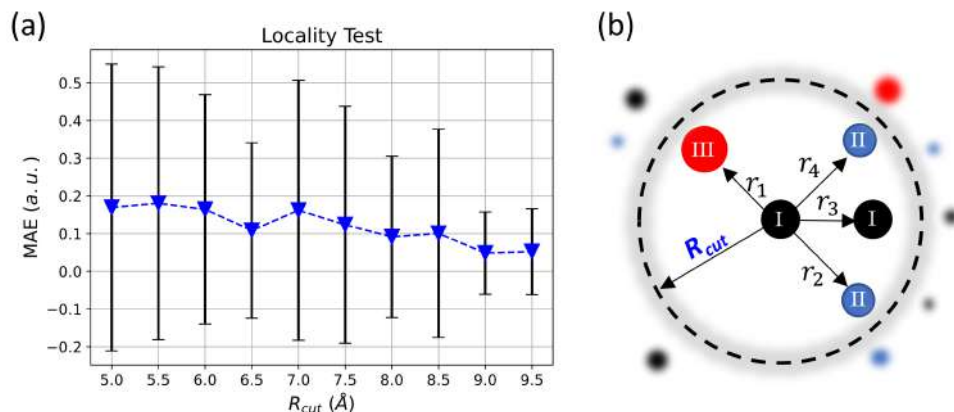 (a)
Locality Test
MAE (a. u.)
0.5
0.4
0.3
0.2
0.1
0.0
−0.1
−0.2
5.0 5.5 6.0 6.5 7.0 7.5 8.0 8.5 9.0 9.5
R_cut (Å)
(b)
III
II
r_1
r_4
I
r_3
I
R_cut
r_2
II